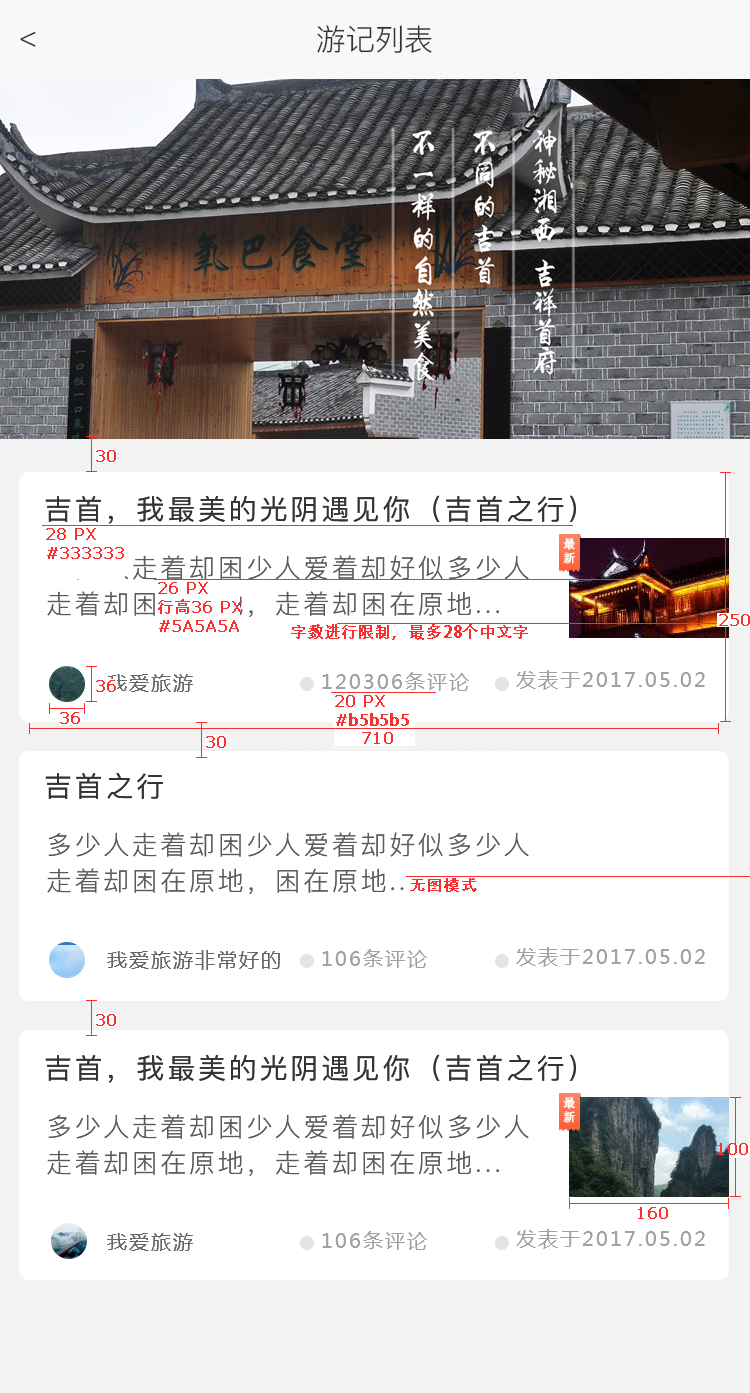 <
游记列表
神秘湘西 吉祥首府
不同的吉首
不一样的自然美食
氧巴食堂
30
吉首，我最美的光阴遇见你（吉首之行）
28 PX
#333333
最新
走着却困少人爱着却好似多少人
26 PX
走着却困
行高36 PX
，走着却困在原地...
#5A5A5A
字数进行限制，最多28个中文字
250
36
我爱旅游
120306条评论
发表于2017.05.02
20 PX
36
#b5b5b5
710
30
吉首之行
多少人走着却困少人爱着却好似多少人
走着却困在原地，困在原地..
无图模式
我爱旅游非常好的
106条评论
发表于2017.05.02
30
吉首，我最美的光阴遇见你（吉首之行）
最新
多少人走着却困少人爱着却好似多少人
100
走着却困在原地，走着却困在原地...
160
我爱旅游
106条评论
发表于2017.05.02